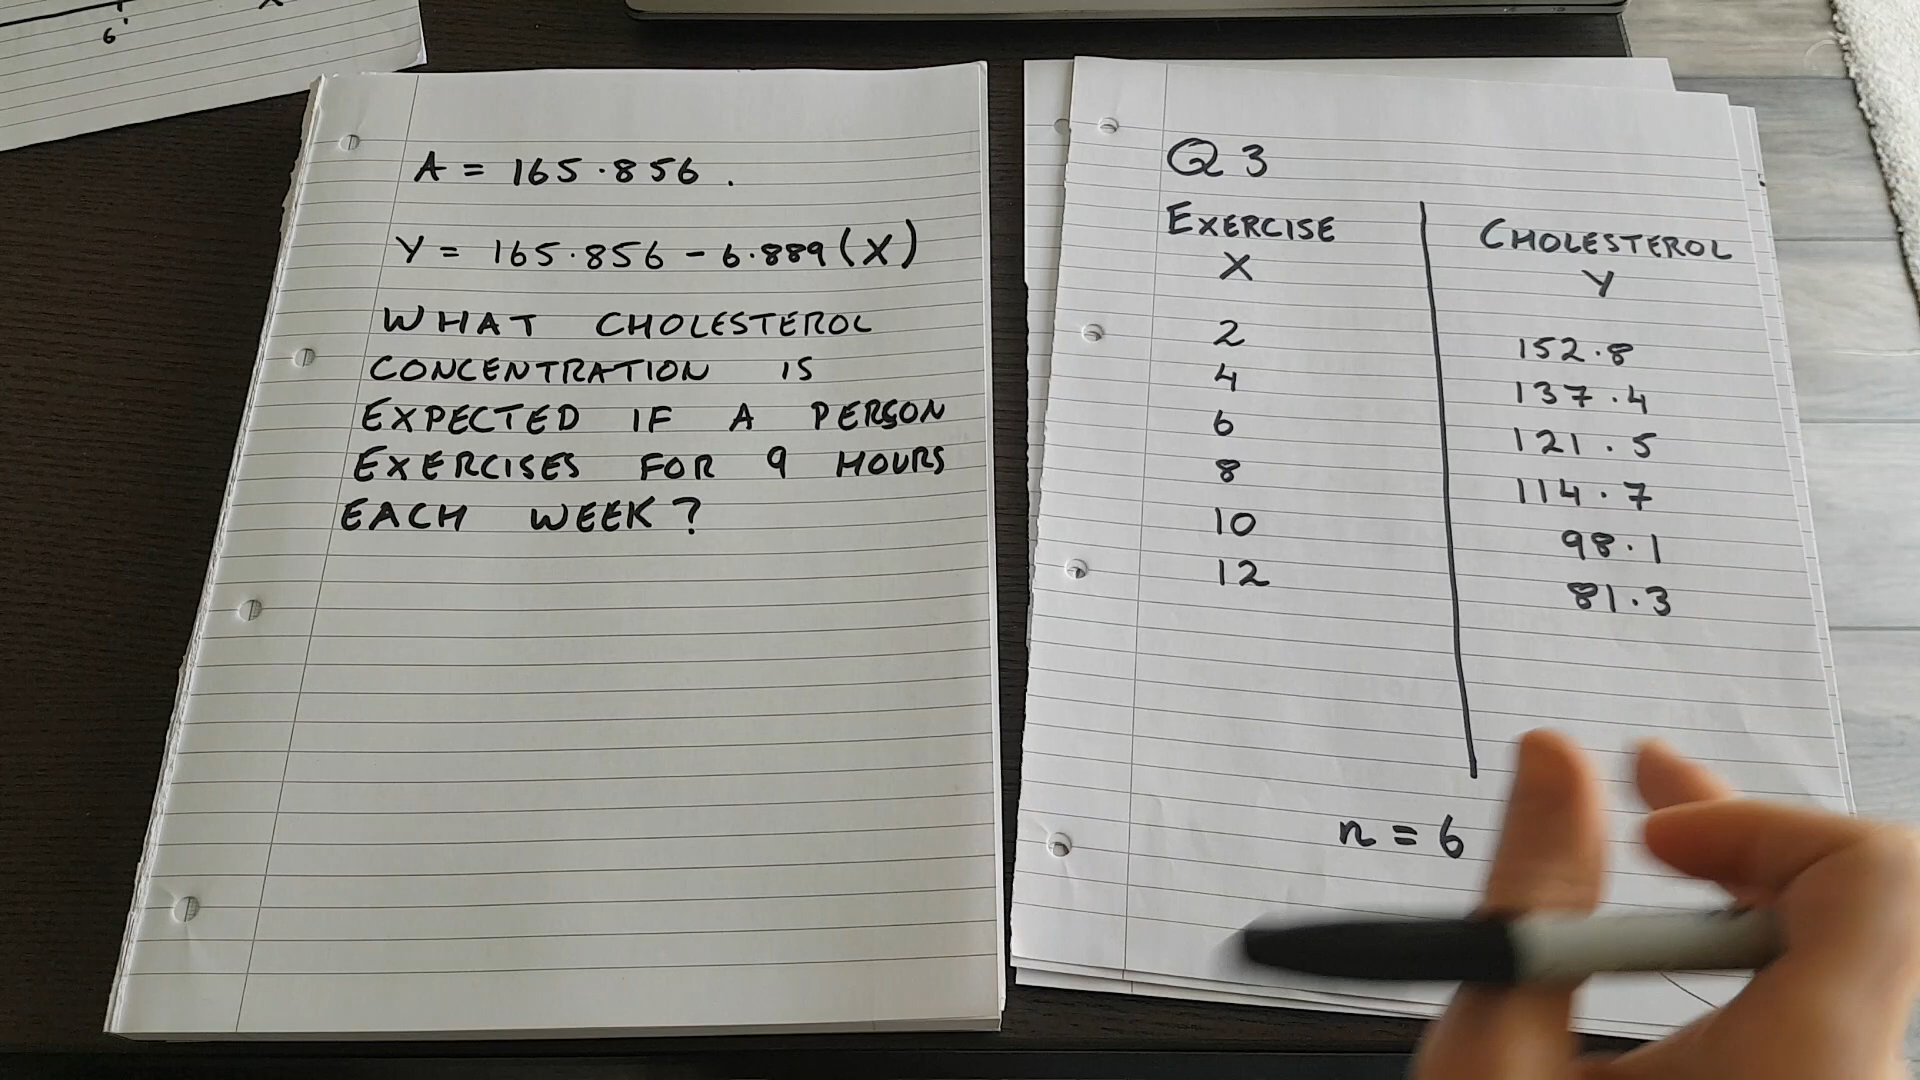 6
A = 165.856.
Y = 165.856 - 6.889(X)
WHAT CHOLESTEROL
CONCENTRATION IS
EXPECTED IF A PERSON
EXERCISES FOR 9 HOURS
EACH WEEK?
Q3
EXERCISE CHOLESTEROL
X Y
2 152.8
4 137.4
6 121.5
8 114.7
10 98.1
12 81.3
n = 6